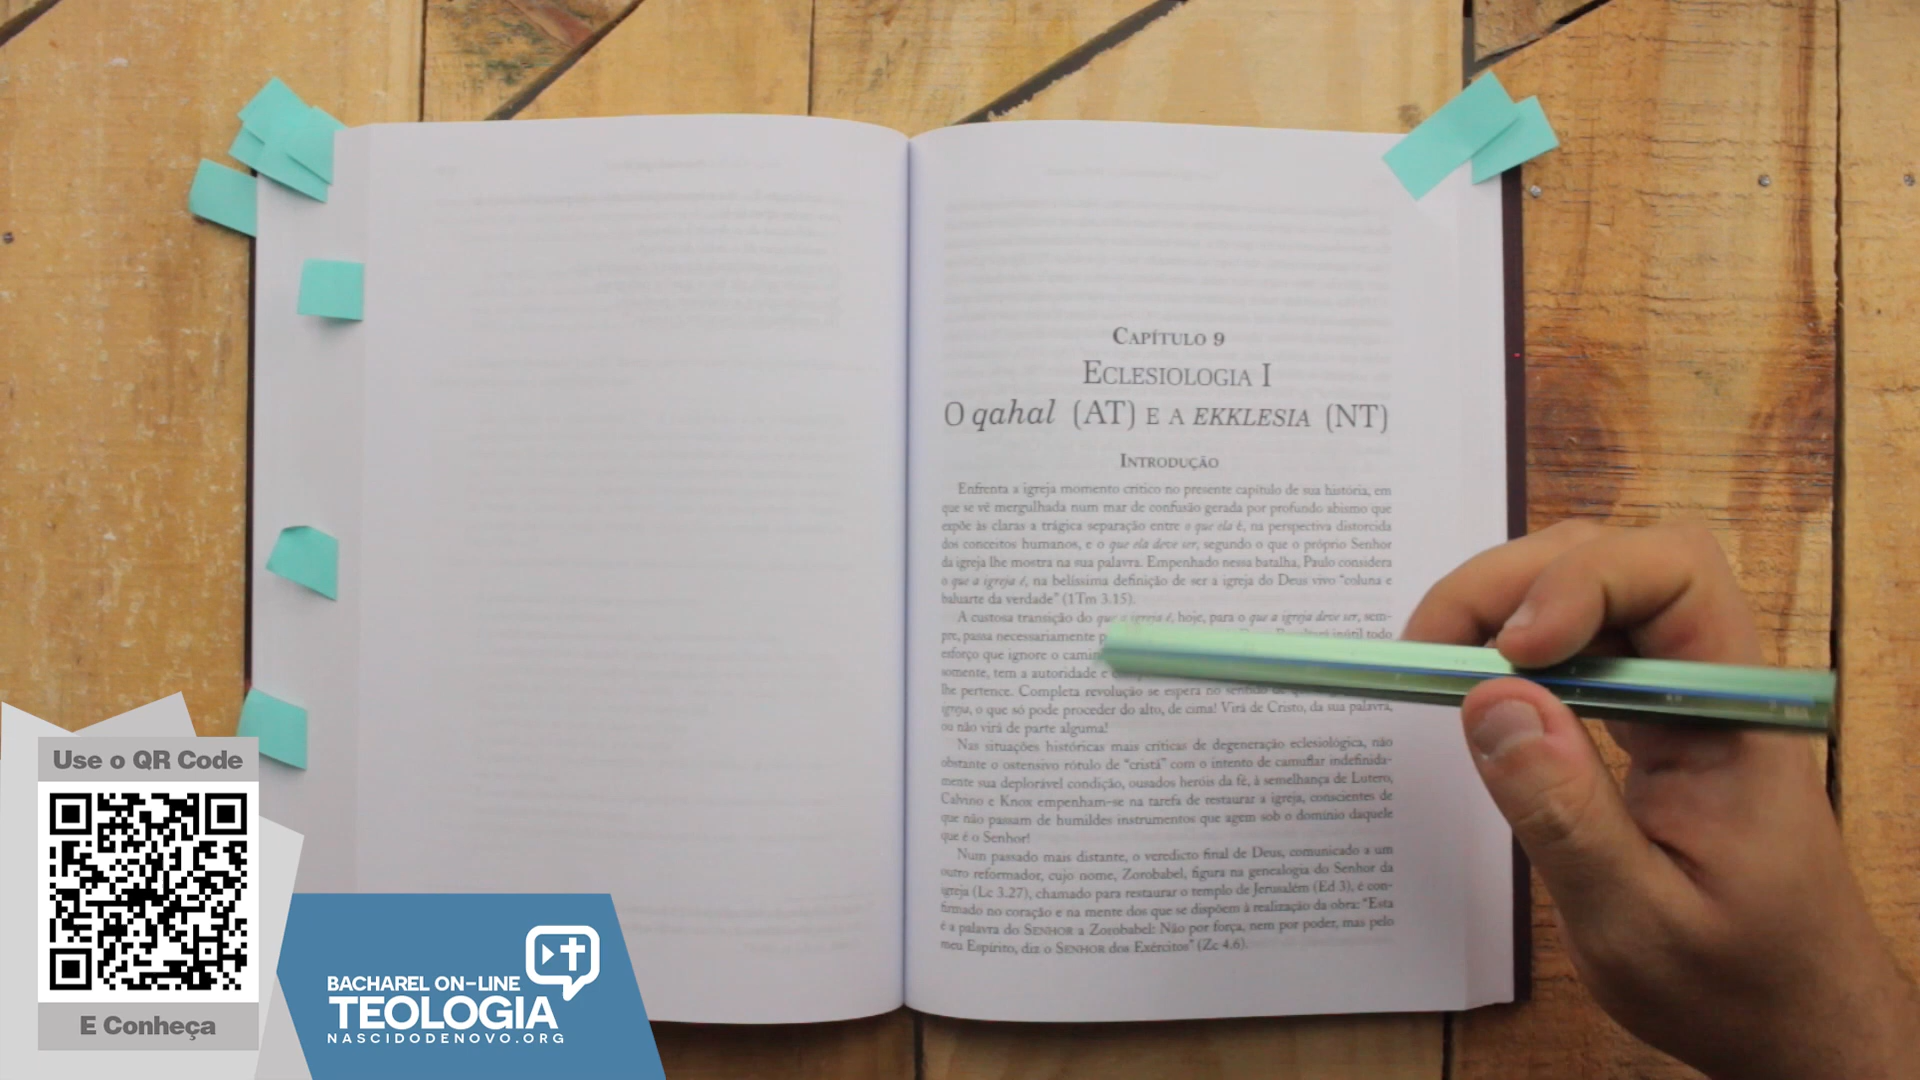 CAPÍTULO 9
ECLESIOLOGIA I
O qahal (AT) E A EKKLESIA (NT)
INTRODUÇÃO
Enfrenta a igreja momento crítico no presente capítulo de sua história, em
que se vê mergulhada num mar de confusão gerada por profundo abismo que
expõe às claras a trágica separação entre o que ela é, na perspectiva distorcida
dos conceitos humanos, e o que ela deve ser, segundo o que o próprio Senhor
da igreja lhe mostra na sua palavra. Empenhado nessa batalha, Paulo considera
o que a igreja é, na belíssima definição de ser a igreja do Deus vivo “coluna e
baluarte da verdade” (1Tm 3.15).
A custosa transição do que a igreja é, hoje, para o que a igreja deve ser, sem-
pre, passa necessariamente inútil todo
esforço que ignore o
somente, tem a autoridade e
lhe pertence. Completa revolução se espera no sentido
igreja, o que só pode proceder do alto, de cima! Virá de Cristo, da sua palavra,
ou não virá de parte alguma!
Nas situações históricas mais críticas de degeneração eclesiológica, não
obstante o ostensivo rótulo de “cristã” com o intento de camuflar indefinida-
mente sua deplorável condição, ousados heróis da fé, à semelhança de Lutero,
Calvino e Knox empenham-se na tarefa de restaurar a igreja, conscientes de
que não passam de humildes instrumentos que agem sob o domínio daquele
que é o Senhor!
Num passado mais distante, o veredicto final de Deus, comunicado a um
outro reformador, cujo nome, Zorobabel, figura na genealogia do Senhor da
igreja (Lc 3.27), chamado para restaurar o templo de Jerusalém (Ed 3), é con-
firmado no coração e na mente dos que se dispõem à realização da obra: “Esta
é a palavra do SENHOR a Zorobabel: Não por força, nem por poder, mas pelo
meu Espírito, diz o SENHOR dos Exércitos” (Zc 4.6).
Use o QR Code
E Conheça
BACHAREL ON-LINE
TEOLOGIA
NASCIDODENOVO.ORG